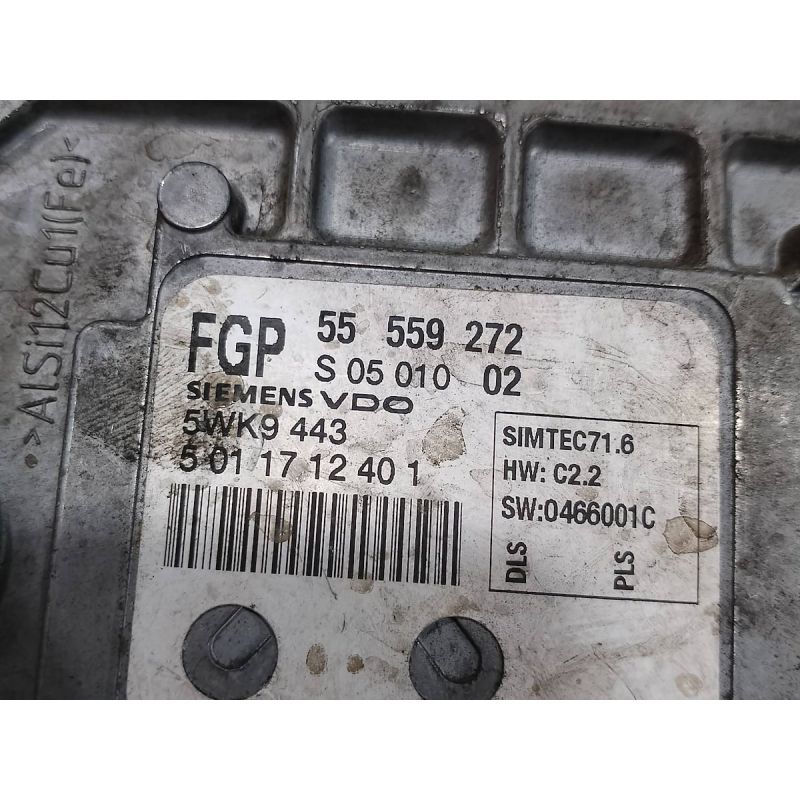 >AlSi12Cu1(Fe)<
FGP 55 559 272
S 05 010 02
SIEMENS VDO
5WK9 443
5 01 1 17 12 40 1
SIMTEC71.6
HW: C2.2
SW:0466001C
DLS PLS